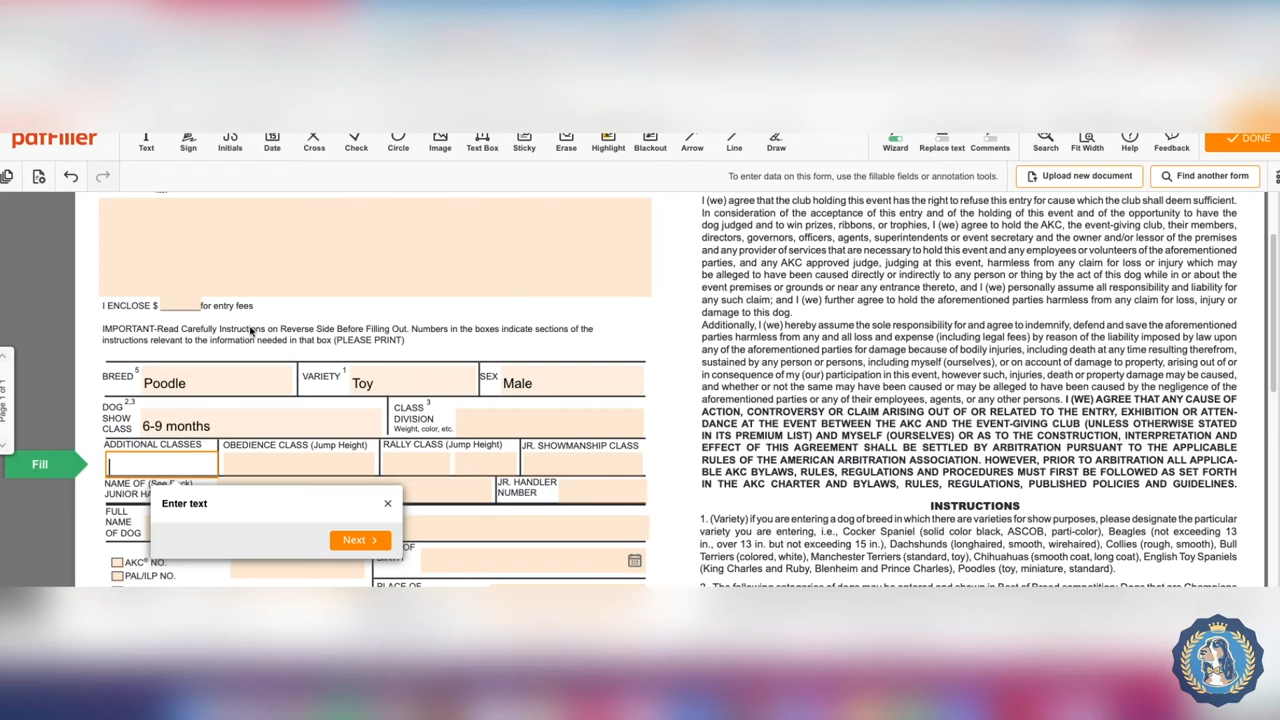 pdfFiller
Text Sign Initials Date Cross Check Circle Image Text Box Sticky Erase Highlight Blackout Arrow Line Draw Wizard Replace text Comments Search Fit Width Help Feedback DONE
To enter data on this form, use the fillable fields or annotation tools. Upload new document Find another form
Page 1 of 1
I ENCLOSE $ ________ for entry fees
IMPORTANT-Read Carefully Instructions on Reverse Side Before Filling Out. Numbers in the boxes indicate sections of the
instructions relevant to the information needed in that box (PLEASE PRINT)
BREED 5 Poodle VARIETY 1 Toy SEX Male
DOG 2,3
SHOW
CLASS 6-9 months
CLASS 3
DIVISION
Weight, color, etc.
ADDITIONAL CLASSES OBEDIENCE CLASS (Jump Height) RALLY CLASS (Jump Height) JR. SHOWMANSHIP CLASS
Fill
NAME OF (See Back)
JUNIOR HA
JR. HANDLER
NUMBER
Enter text
Next
FULL
NAME
OF DOG
AKC® NO.
PAL/ILP NO.
OF
PLACE OF
I (we) agree that the club holding this event has the right to refuse this entry for cause which the club shall deem sufficient.
In consideration of the acceptance of this entry and of the holding of this event and of the opportunity to have the
dog judged and to win prizes, ribbons, or trophies, I (we) agree to hold the AKC, the event-giving club, their members,
directors, governors, officers, agents, superintendents or event secretary and the owner and/or lessor of the premises
and any provider of services that are necessary to hold this event and any employees or volunteers of the aforementioned
parties, and any AKC approved judge, judging at this event, harmless from any claim for loss or injury which may
be alleged to have been caused directly or indirectly to any person or thing by the act of this dog while in or about the
event premises or grounds or near any entrance thereto, and I (we) personally assume all responsibility and liability for
any such claim; and I (we) further agree to hold the aforementioned parties harmless from any claim for loss, injury or
damage to this dog.
Additionally, I (we) hereby assume the sole responsibility for and agree to indemnify, defend and save the aforementioned
parties harmless from any and all loss and expense (including legal fees) by reason of the liability imposed by law upon
any of the aforementioned parties for damage because of bodily injuries, including death at any time resulting therefrom,
sustained by any person or persons, including myself (ourselves), or on account of damage to property, arising out of or
in consequence of my (our) participation in this event, however such, injuries, death or property damage may be caused,
and whether or not the same may have been caused or may be alleged to have been caused by the negligence of the
aforementioned parties or any of their employees, agents, or any other persons. I (WE) AGREE THAT ANY CAUSE OF
ACTION, CONTROVERSY OR CLAIM ARISING OUT OF OR RELATED TO THE ENTRY, EXHIBITION OR ATTEN-
DANCE AT THE EVENT BETWEEN THE AKC AND THE EVENT-GIVING CLUB (UNLESS OTHERWISE STATED
IN ITS PREMIUM LIST) AND MYSELF (OURSELVES) OR AS TO THE CONSTRUCTION, INTERPRETATION AND
EFFECT OF THIS AGREEMENT SHALL BE SETTLED BY ARBITRATION PURSUANT TO THE APPLICABLE
RULES OF THE AMERICAN ARBITRATION ASSOCIATION. HOWEVER, PRIOR TO ARBITRATION ALL APPLICA-
BLE AKC BYLAWS, RULES, REGULATIONS AND PROCEDURES MUST FIRST BE FOLLOWED AS SET FORTH
IN THE AKC CHARTER AND BYLAWS, RULES, REGULATIONS, PUBLISHED POLICIES AND GUIDELINES.
INSTRUCTIONS
1. (Variety) if you are entering a dog of breed in which there are varieties for show purposes, please designate the particular
variety you are entering, i.e., Cocker Spaniel (solid color black, ASCOB, parti-color), Beagles (not exceeding 13
in., over 13 in. but not exceeding 15 in.), Dachshunds (longhaired, smooth, wirehaired), Collies (rough, smooth), Bull
Terriers (colored, white), Manchester Terriers (standard, toy), Chihuahuas (smooth coat, long coat), English Toy Spaniels
(King Charles and Ruby, Blenheim and Prince Charles), Poodles (toy, miniature, standard).
2. The following categories of dogs may be entered and shown in Best of Breed competition: Dogs that are Champions